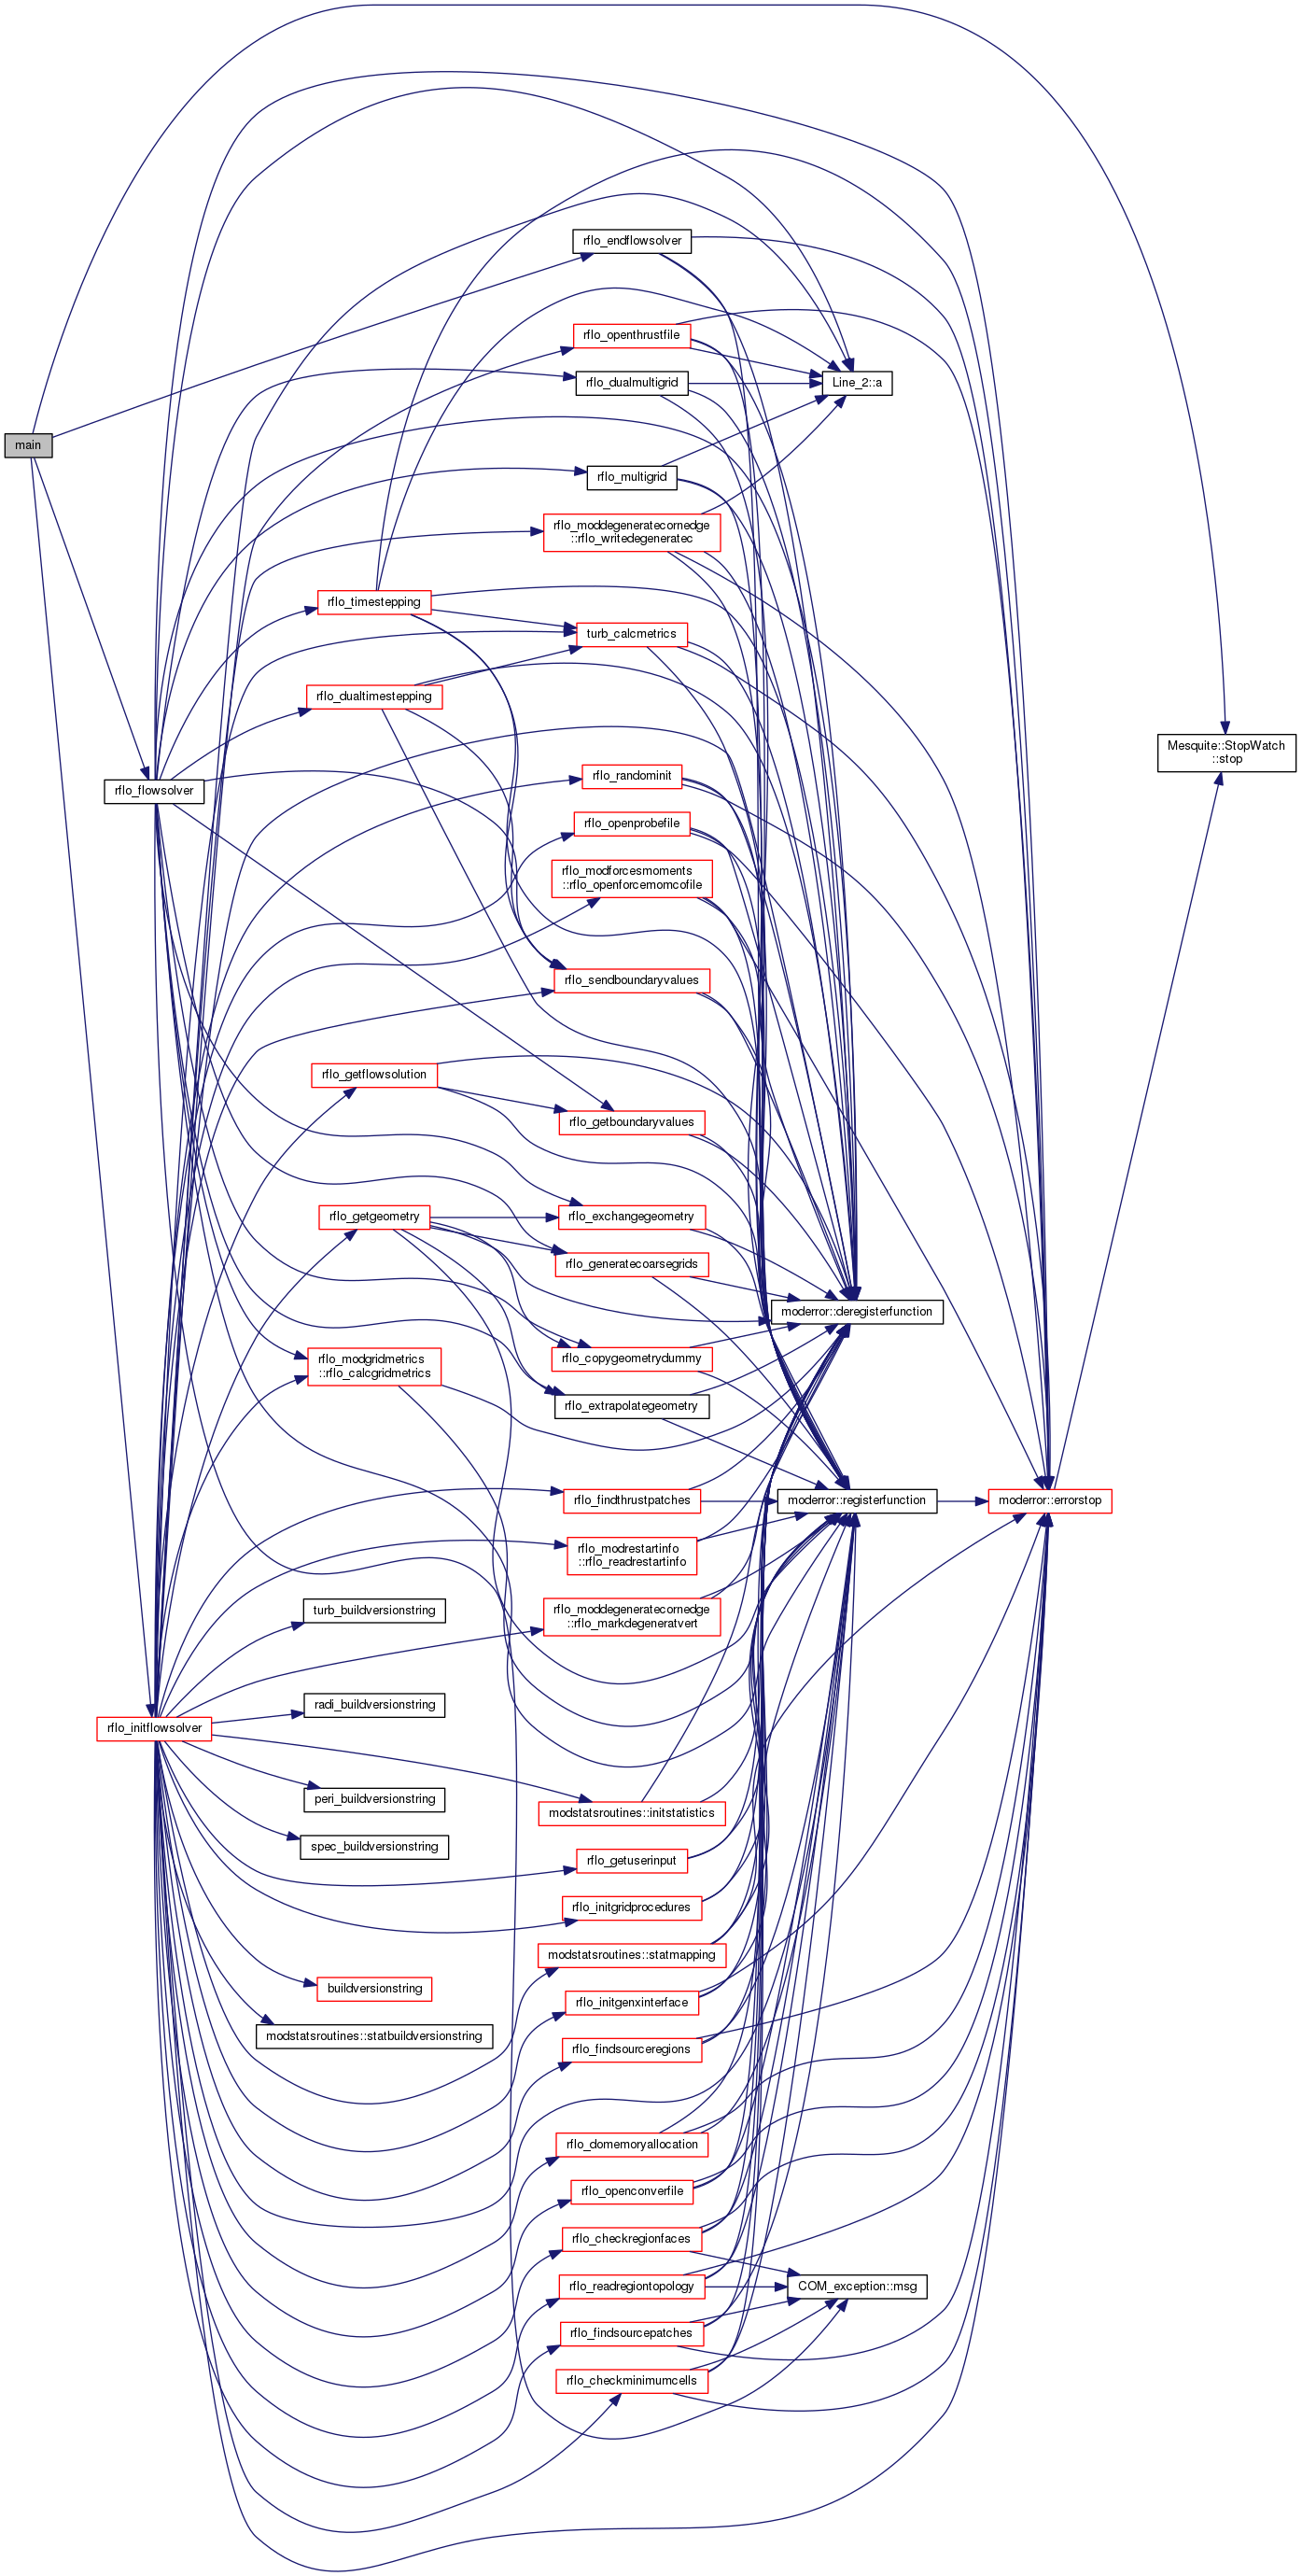 rflo_endflowsolver
rflo_openthrustfile
rflo_dualmultigrid
Line_2::a
main
rflo_multigrid
rflo_moddegeneratecornedge
::rflo_writedegeneratec
rflo_timestepping
turb_calcmetrics
rflo_dualtimestepping
Mesquite::StopWatch
::stop
rflo_randominit
rflo_flowsolver
rflo_openprobefile
rflo_modforcesmoments
::rflo_openforcemomcofile
rflo_sendboundaryvalues
rflo_getflowsolution
rflo_getboundaryvalues
rflo_getgeometry
rflo_exchangegeometry
rflo_generatecoarsegrids
moderror::deregisterfunction
rflo_modgridmetrics
::rflo_calcgridmetrics
rflo_copygeometrydummy
rflo_extrapolategeometry
rflo_findthrustpatches
moderror::registerfunction
moderror::errorstop
rflo_modrestartinfo
::rflo_readrestartinfo
turb_buildversionstring
rflo_moddegeneratecornedge
::rflo_markdegeneratvert
radi_buildversionstring
rflo_initflowsolver
peri_buildversionstring
modstatsroutines::initstatistics
spec_buildversionstring
rflo_getuserinput
rflo_initgridprocedures
modstatsroutines::statmapping
buildversionstring
rflo_initgenxinterface
modstatsroutines::statbuildversionstring
rflo_findsourceregions
rflo_domemoryallocation
rflo_openconverfile
rflo_checkregionfaces
rflo_readregiontopology
COM_exception::msg
rflo_findsourcepatches
rflo_checkminimumcells